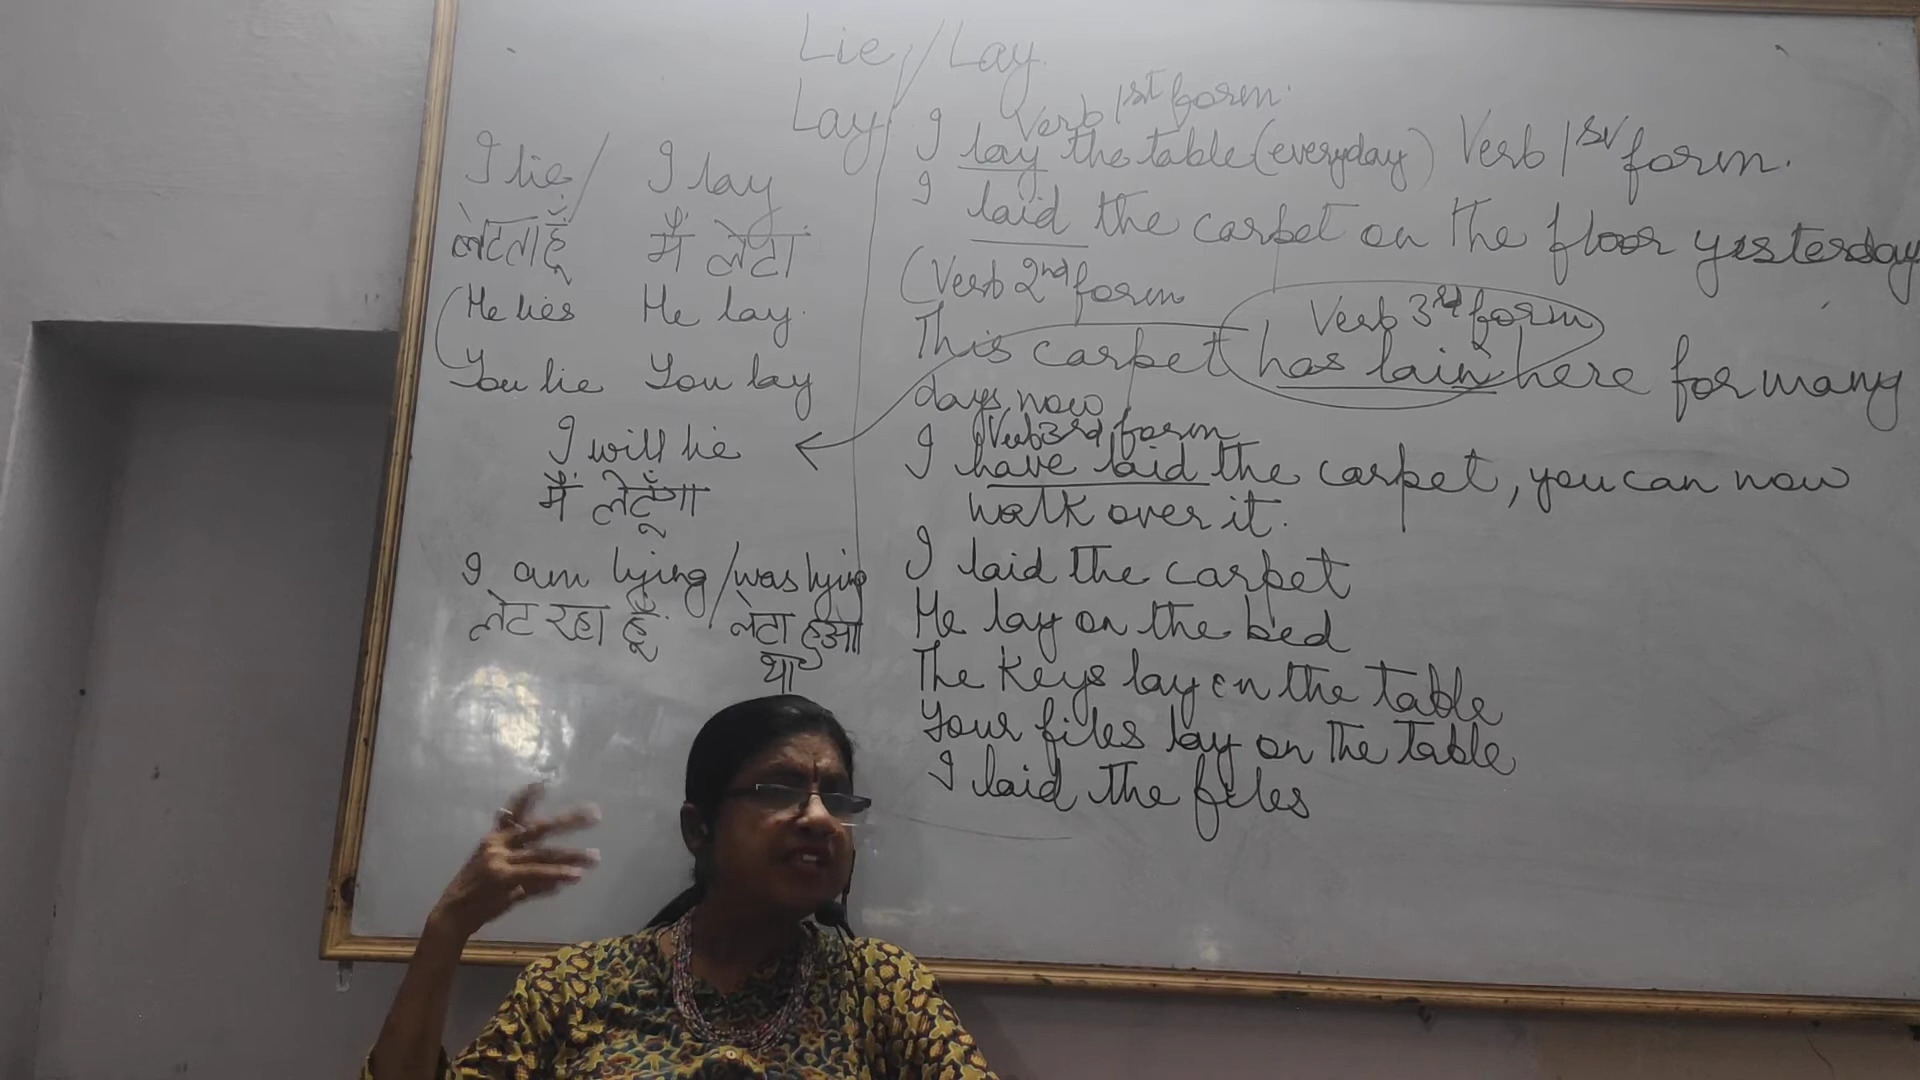 Lie / Lay
Lay
I lie / I lay
लेटता हूँ मैं लेटा
He lies He lay.
You lie You lay
I will lie
मैं लेटूँगा
I am lying / was lying
लेट रहा हूँ / लेटा हुआ
था
Verb 1st form.
I lay the table (everyday) Verb 1st form.
I laid the carpet on the floor yesterday
(Verb 2nd form
Verb 3rd form
This carpet has lain here for many
days now
Verb 3rd form
I have laid the carpet, you can now
walk over it.
I laid the carpet
He lay on the bed
The keys lay on the table
Your files lay on the table
I laid the files